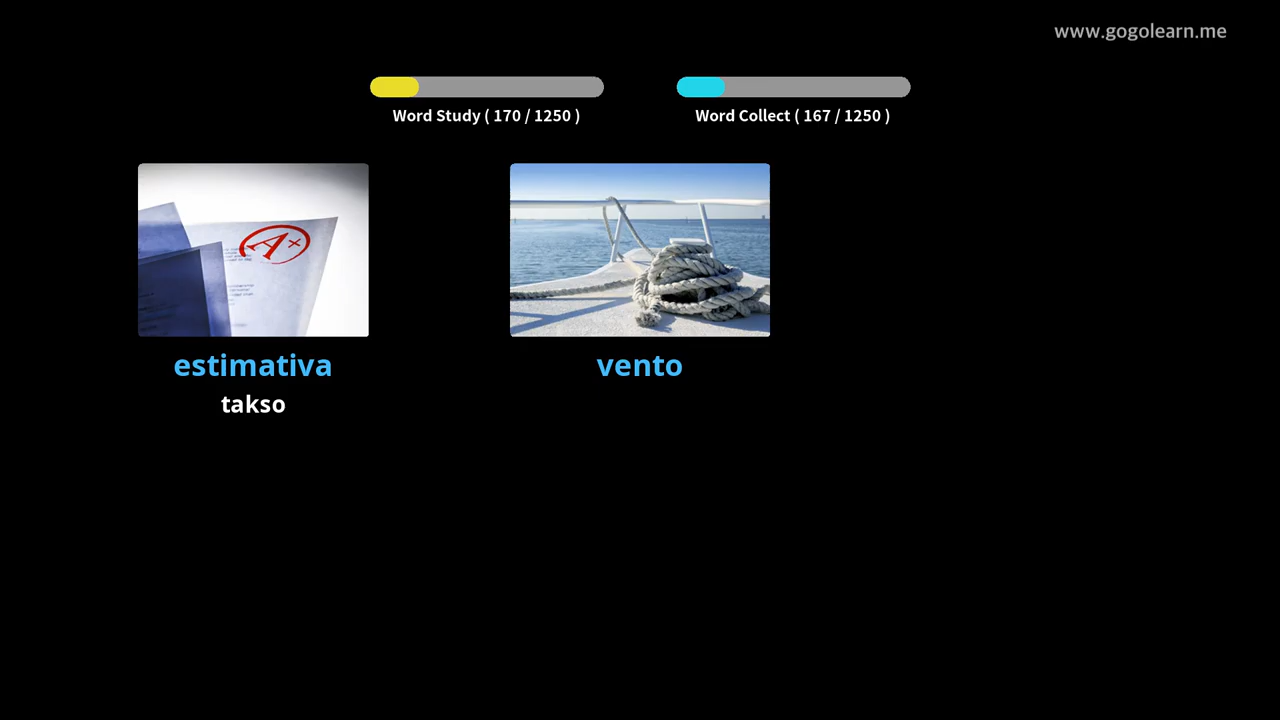 www.gogolearn.me
Word Study ( 170 / 1250 )
Word Collect ( 167 / 1250 )
A+
estimativa
takso
vento